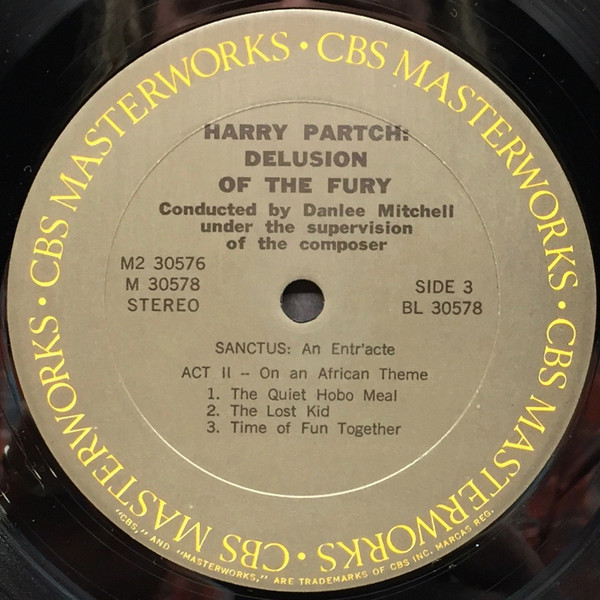 CBS MASTERWORKS • CBS MASTERWORKS • CBS MASTERWORKS • CBS MASTERWORKS • CBS MASTERWORKS •
HARRY PARTCH:
DELUSION
OF THE FURY
Conducted by Danlee Mitchell
under the supervision
of the composer
M2 30576
M 30578
STEREO
SIDE 3
BL 30578
SANCTUS: An Entr'acte
ACT II -- On an African Theme
1. The Quiet Hobo Meal
2. The Lost Kid
3. Time of Fun Together
"CBS," AND "MASTERWORKS," ARE TRADEMARKS OF CBS INC. MARCAS REG.